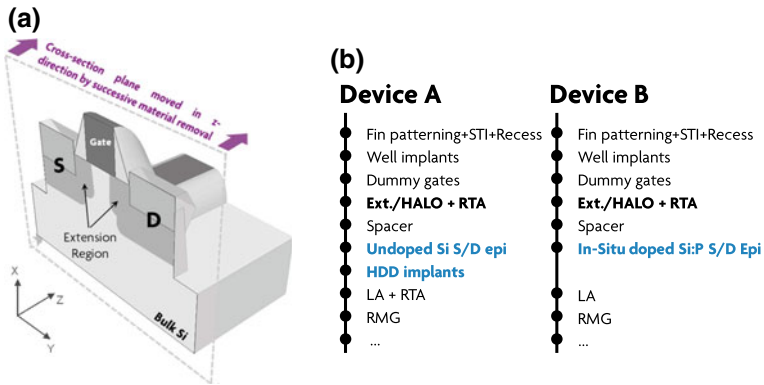 (a)
Cross-section plane moved in z-
direction by successive material removal
Gate
S
D
Extension
Region
Bulk Si
X
Z
Y
(b)
Device A
Fin patterning+STI+Recess
Well implants
Dummy gates
Ext./HALO + RTA
Spacer
Undoped Si S/D epi
HDD implants
LA + RTA
RMG
...
Device B
Fin patterning+STI+Recess
Well implants
Dummy gates
Ext./HALO + RTA
Spacer
In-Situ doped Si:P S/D Epi
LA
RMG
...